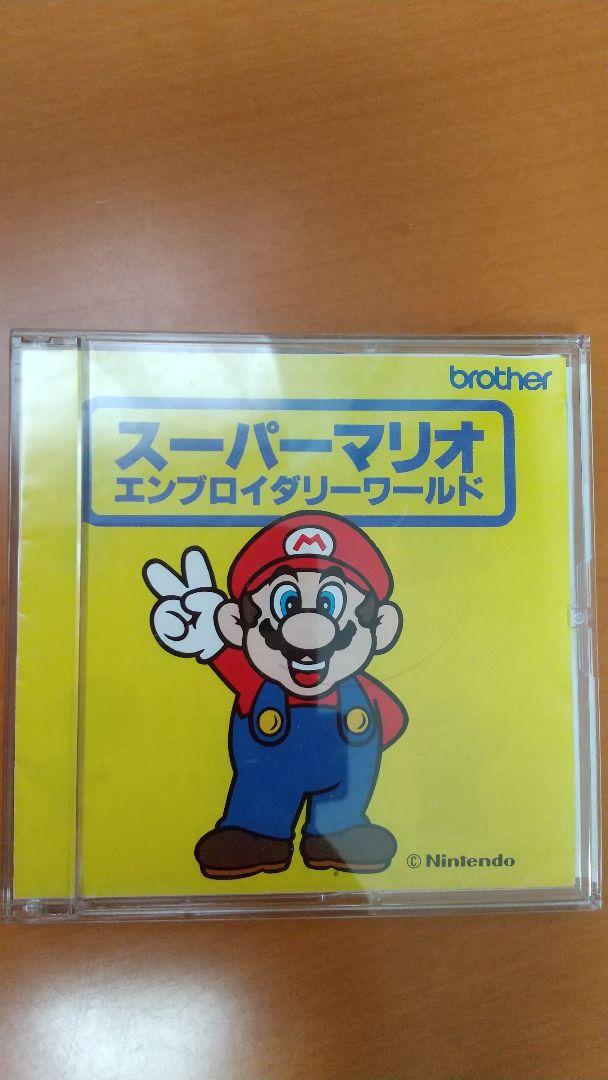 brother
スーパーマリオ
エンブロイダリーワールド
M
© Nintendo